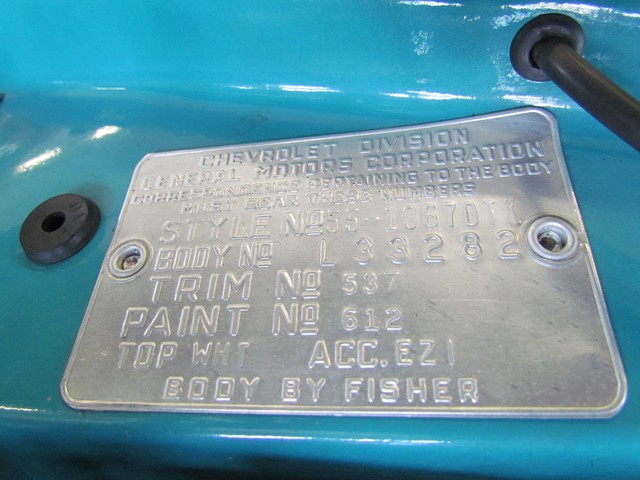 CHEVROLET DIVISION
GENERAL MOTORS CORPORATION
CORRESPONDENCE PERTAINING TO THE BODY
MUST BEAR THESE NUMBERS
STYLE No 55-1067DTX
BODY No L33282
TRIM No 537
PAINT No 612
TOP WHT ACC. EZI
BODY BY FISHER